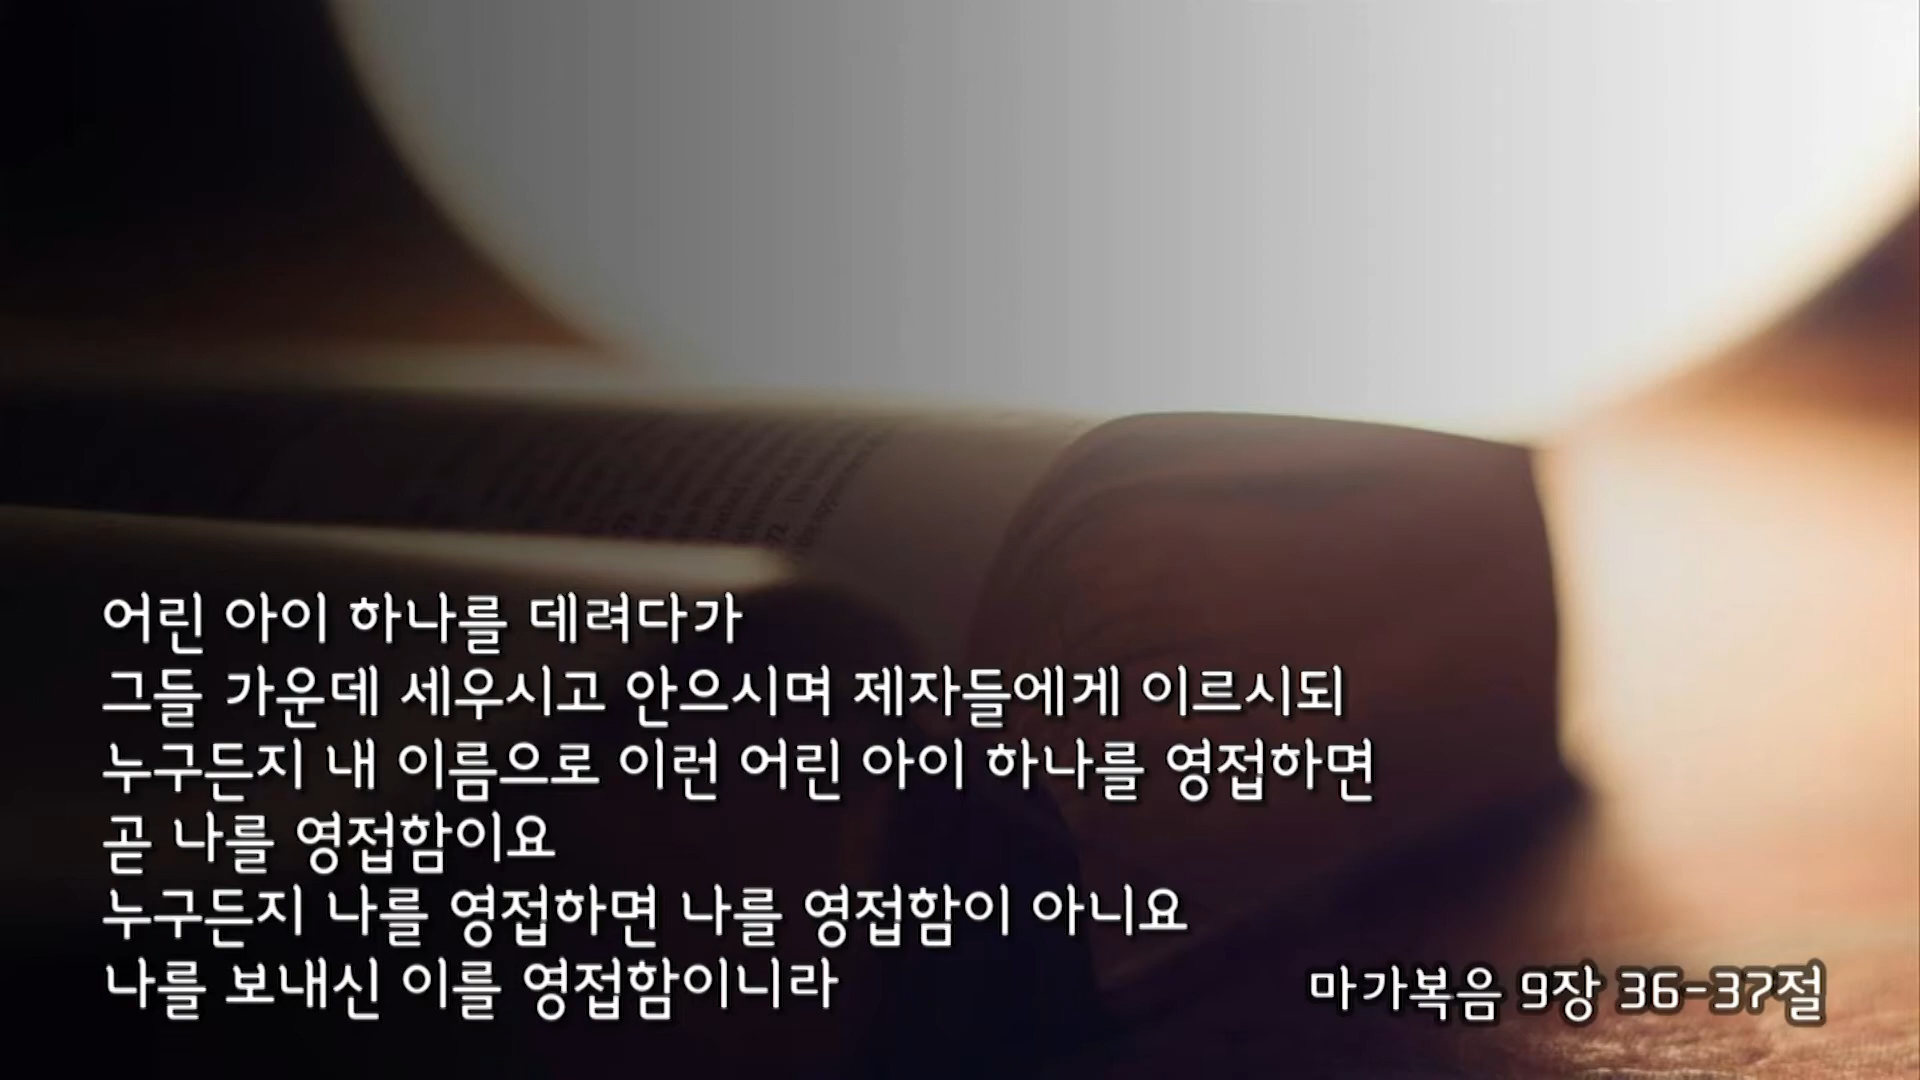 어린 아이 하나를 데려다가
그들 가운데 세우시고 안으시며 제자들에게 이르시되
누구든지 내 이름으로 이런 어린 아이 하나를 영접하면
곧 나를 영접함이요
누구든지 나를 영접하면 나를 영접함이 아니요
나를 보내신 이를 영접함이니라
마가복음 9장 36-37절